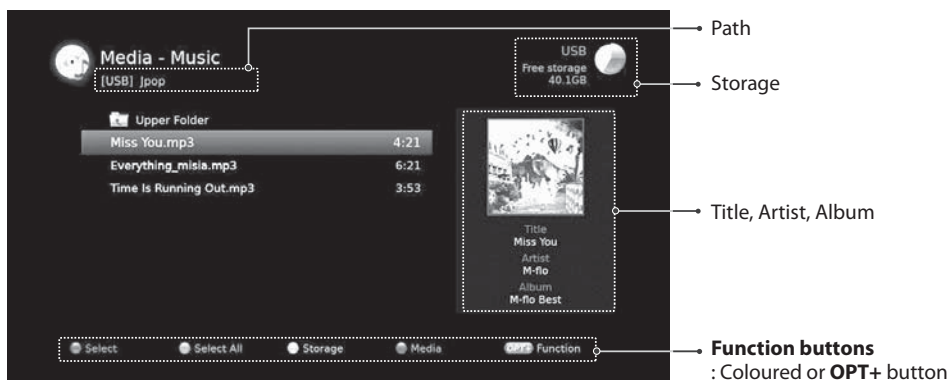 Path
Media - Music
[USB] Jpop
USB
Free storage
40.1GB
Storage
Upper Folder
Miss You.mp3 4:21
Everything_misia.mp3 6:21
Time Is Running Out.mp3 3:53
Title
Miss You
Artist
M-flo
Album
M-flo Best
Title, Artist, Album
Select Select All Storage Media OPT+ Function
Function buttons
: Coloured or OPT+ button